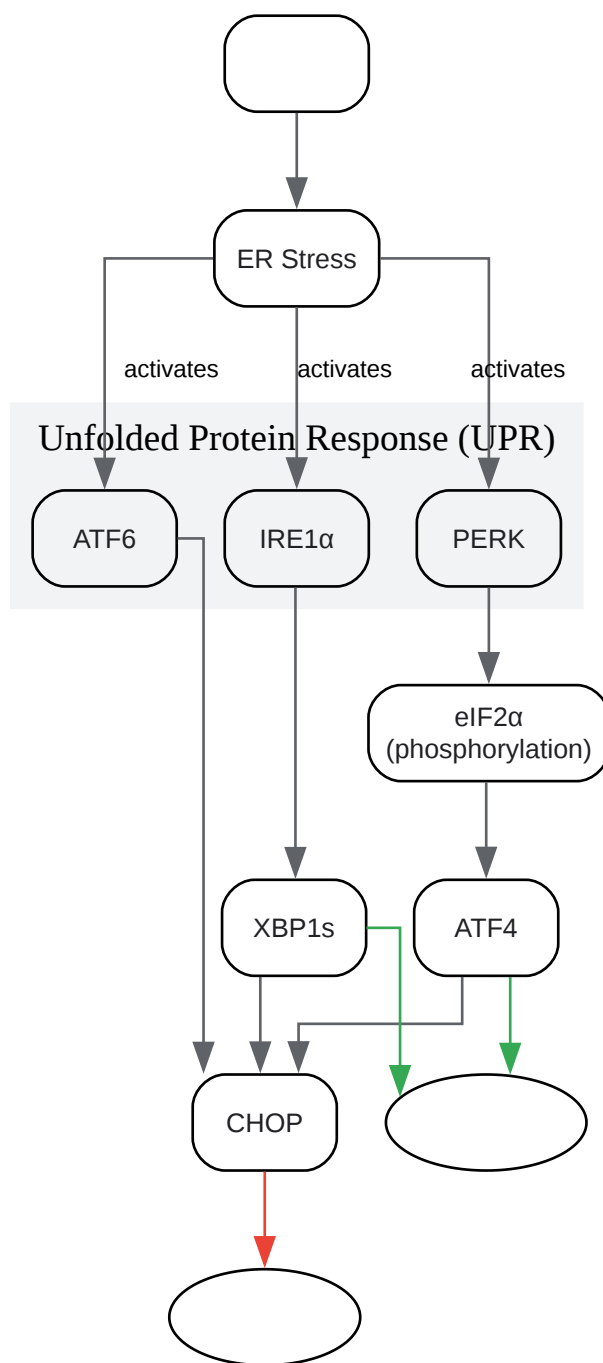 ER Stress
activates
activates
activates
Unfolded Protein Response (UPR)
ATF6
IRE1α
PERK
eIF2α
(phosphorylation)
XBP1s
ATF4
CHOP